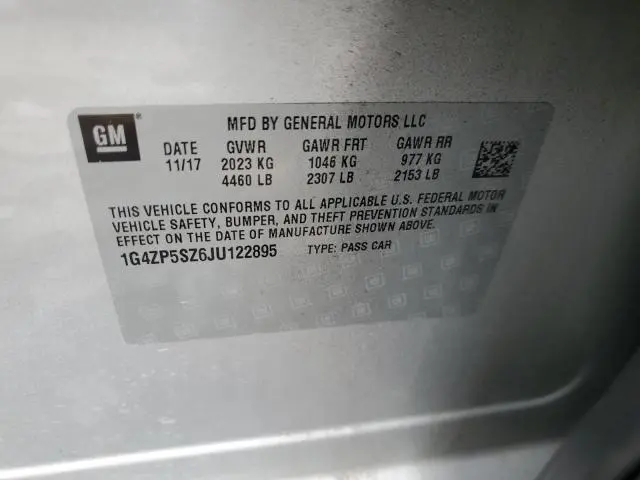 GM
MFD BY GENERAL MOTORS LLC
DATE GVWR GAWR FRT GAWR RR
11/17 2023 KG 1046 KG 977 KG
4460 LB 2307 LB 2153 LB
THIS VEHICLE CONFORMS TO ALL APPLICABLE U.S. FEDERAL MOTOR
VEHICLE SAFETY, BUMPER, AND THEFT PREVENTION STANDARDS IN
EFFECT ON THE DATE OF MANUFACTURE SHOWN ABOVE.
1G4ZP5SZ6JU122895 TYPE: PASS CAR